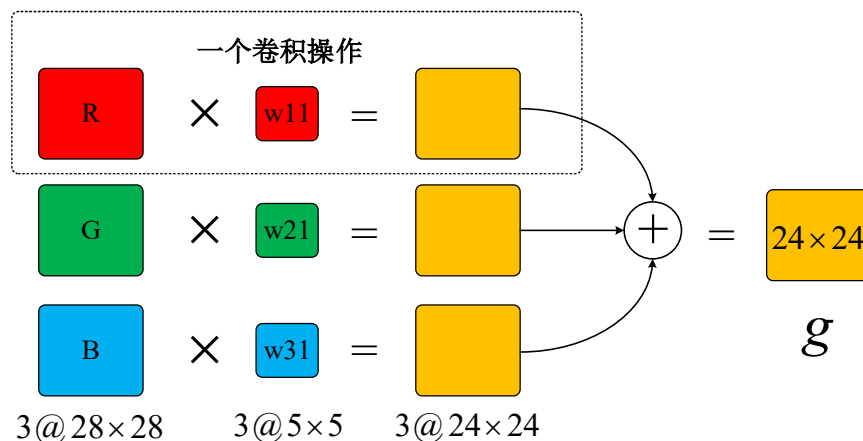 一个卷积操作
R × w11 =
G × w21 = + = 24×24
B × w31 =
g
3@28×28 3@5×5 3@24×24